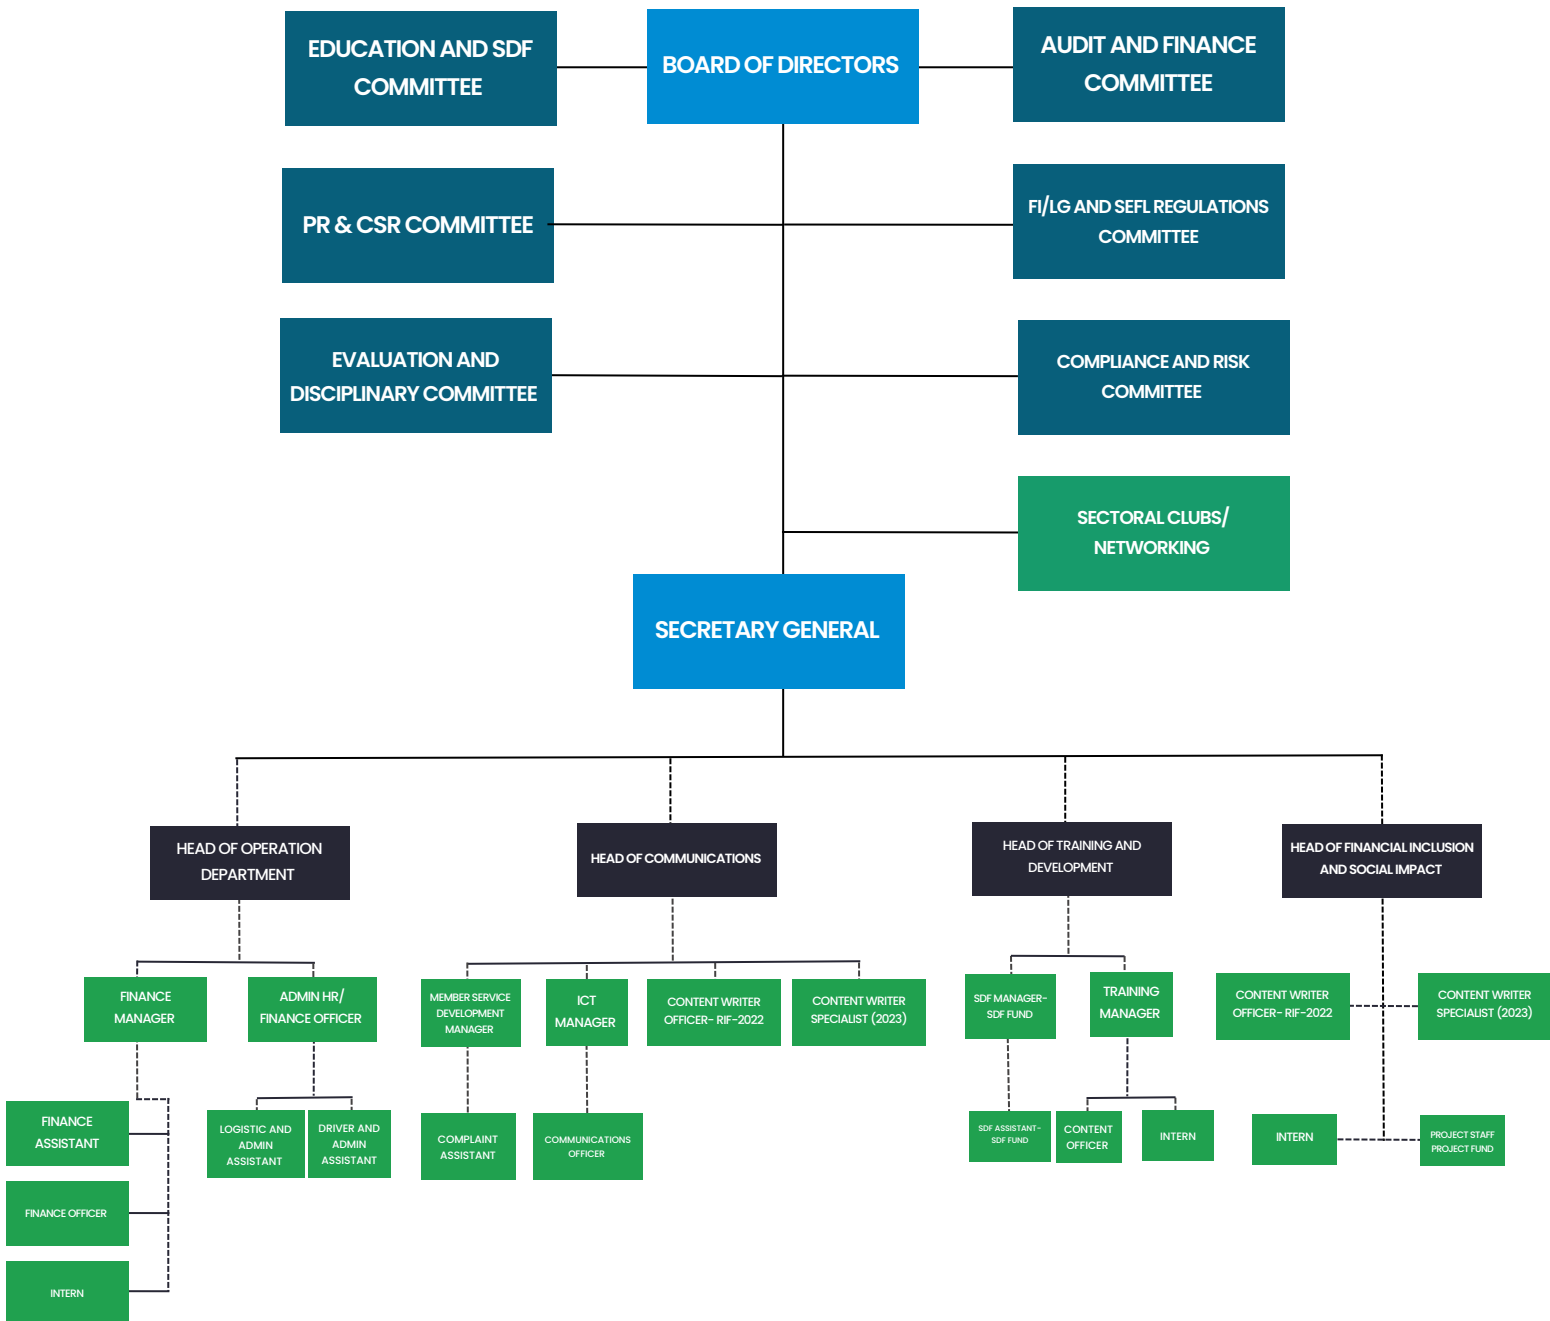 EDUCATION AND SDF
COMMITTEE
BOARD OF DIRECTORS
AUDIT AND FINANCE
COMMITTEE
PR & CSR COMMITTEE
FI/LG AND SEFL REGULATIONS
COMMITTEE
EVALUATION AND
DISCIPLINARY COMMITTEE
COMPLIANCE AND RISK
COMMITTEE
SECTORAL CLUBS/
NETWORKING
SECRETARY GENERAL
HEAD OF OPERATION
DEPARTMENT
HEAD OF COMMUNICATIONS
HEAD OF TRAINING AND
DEVELOPMENT
HEAD OF FINANCIAL INCLUSION
AND SOCIAL IMPACT
FINANCE
MANAGER
ADMIN HR/
FINANCE OFFICER
MEMBER SERVICE
DEVELOPMENT
MANAGER
ICT
MANAGER
CONTENT WRITER
OFFICER- RIF-2022
CONTENT WRITER
SPECIALIST (2023)
SDF MANAGER-
SDF FUND
TRAINING
MANAGER
CONTENT WRITER
OFFICER- RIF-2022
CONTENT WRITER
SPECIALIST (2023)
FINANCE
ASSISTANT
LOGISTIC AND
ADMIN
ASSISTANT
DRIVER AND
ADMIN
ASSISTANT
COMPLAINT
ASSISTANT
COMMUNICATIONS
OFFICER
SDF ASSISTANT-
SDF FUND
CONTENT
OFFICER
INTERN
INTERN
PROJECT STAFF
PROJECT FUND
FINANCE OFFICER
INTERN